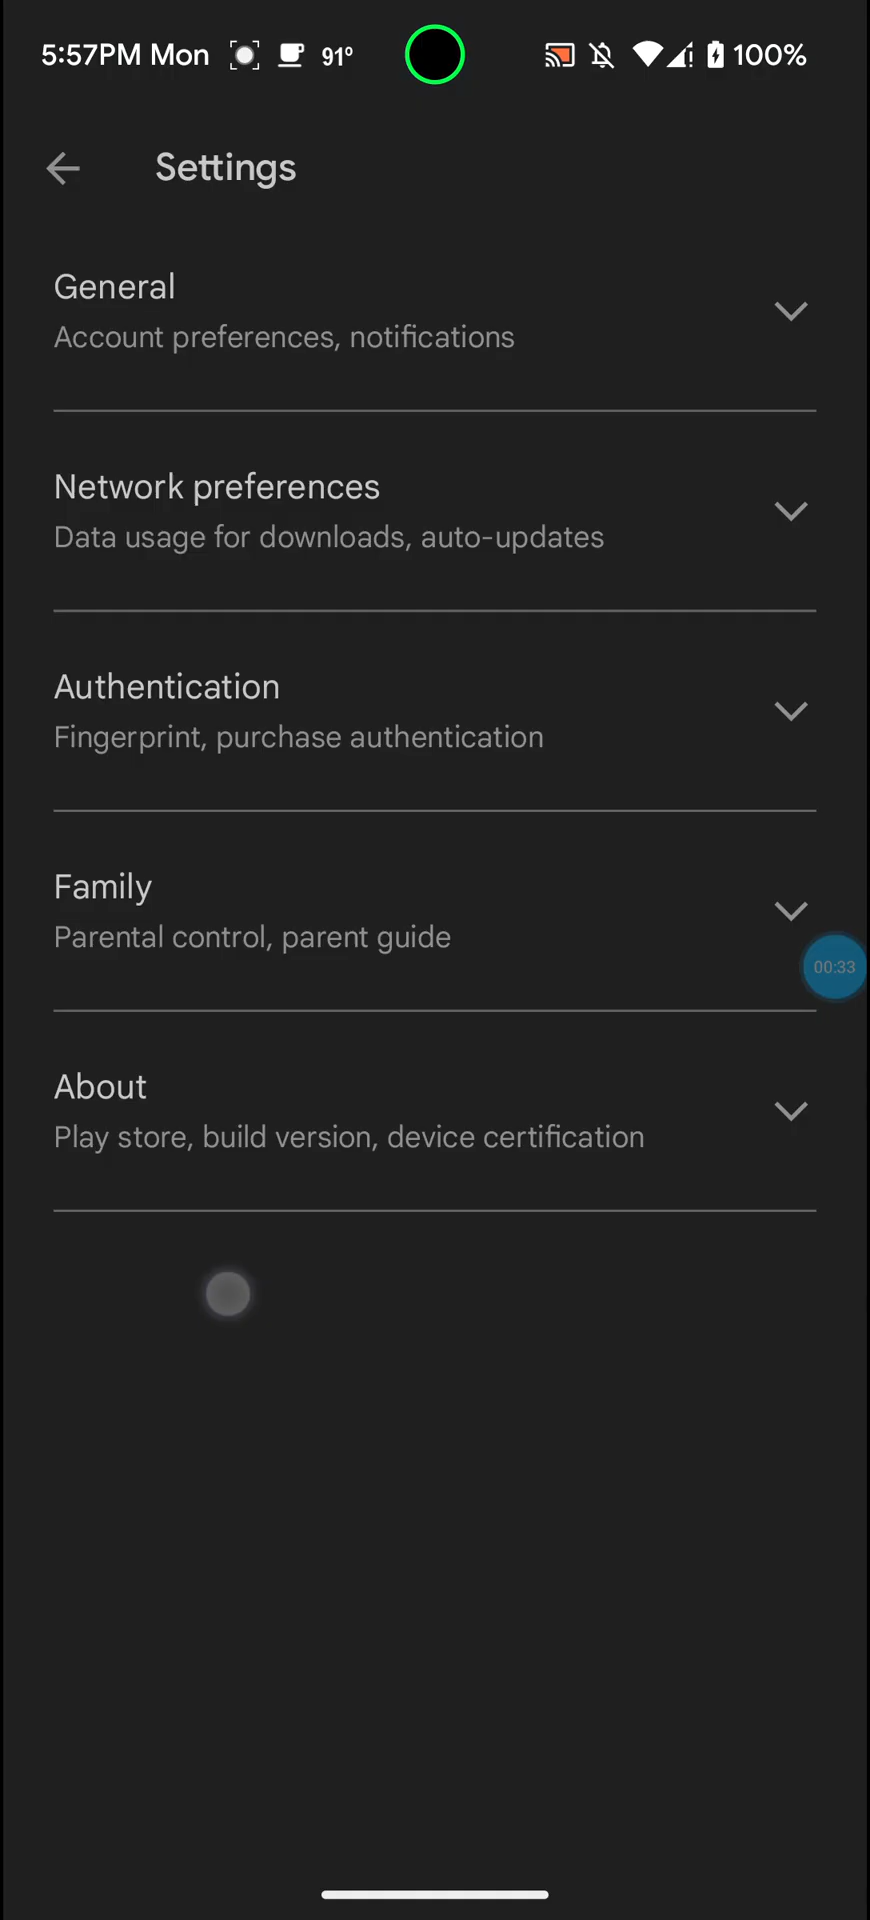 5:57PM Mon 91° 100%
Settings
General
Account preferences, notifications
Network preferences
Data usage for downloads, auto-updates
Authentication
Fingerprint, purchase authentication
Family
Parental control, parent guide
00:33
About
Play store, build version, device certification